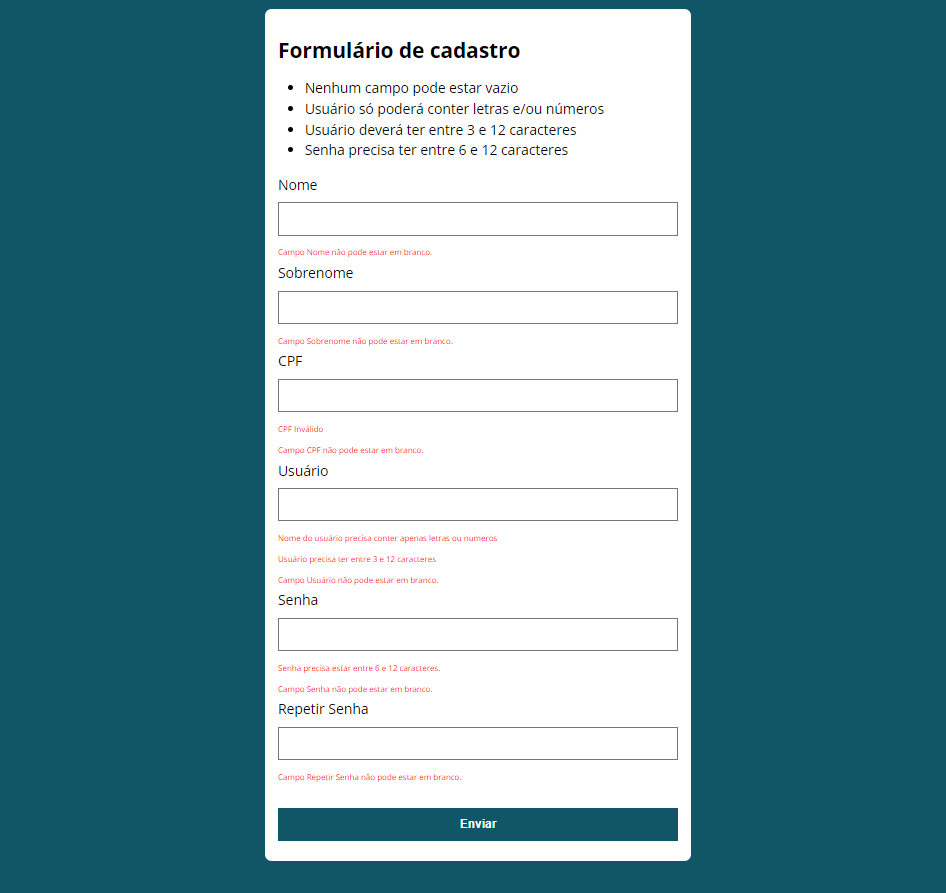 Formulário de cadastro
Nenhum campo pode estar vazio
Usuário só poderá conter letras e/ou números
Usuário deverá ter entre 3 e 12 caracteres
Senha precisa ter entre 6 e 12 caracteres
Nome
Campo Nome não pode estar em branco.
Sobrenome
Campo Sobrenome não pode estar em branco.
CPF
CPF Inválido
Campo CPF não pode estar em branco.
Usuário
Nome do usuário precisa conter apenas letras ou numeros
Usuário precisa ter entre 3 e 12 caracteres
Campo Usuário não pode estar em branco.
Senha
Senha precisa estar entre 6 e 12 caracteres.
Campo Senha não pode estar em branco.
Repetir Senha
Campo Repetir Senha não pode estar em branco.
Enviar